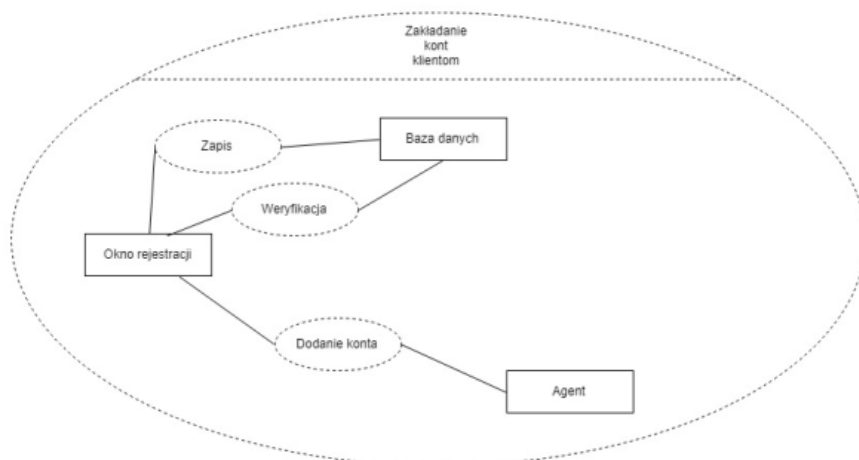 Zakładanie
kont
klientom
Zapis
Baza danych
Weryfikacja
Okno rejestracji
Dodanie konta
Agent